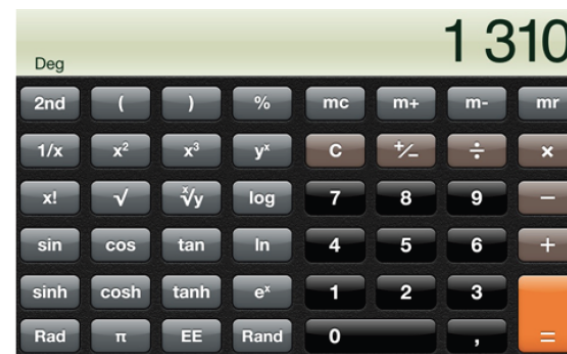 1 310
Deg
2nd ( ) % mc m+ m- mr
1/x x² x³ yˣ C +/− ÷ ×
x! √ ˣ√y log 7 8 9 −
sin cos tan ln 4 5 6 +
sinh cosh tanh eˣ 1 2 3
Rad π EE Rand 0 , =